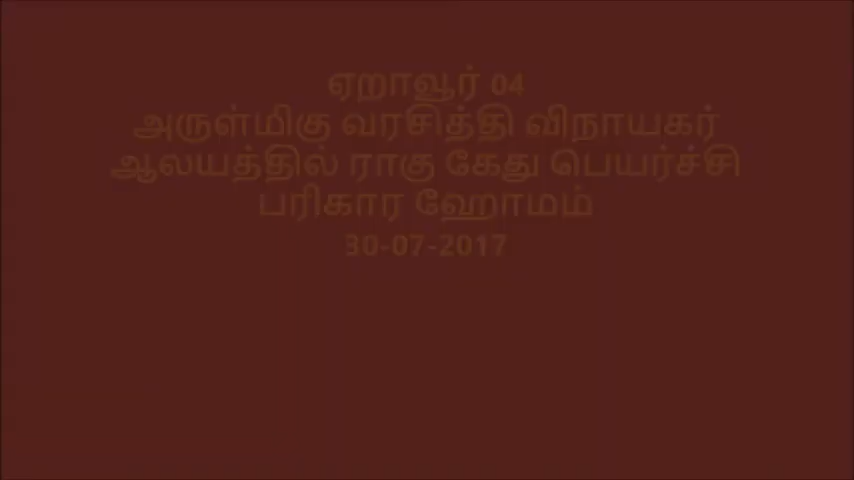 ஏறாவூர் 04
அருள்மிகு வரசித்தி விநாயகர்
ஆலயத்தில் ராகு கேது பெயர்ச்சி
பரிகார ஹோமம்
30-07-2017